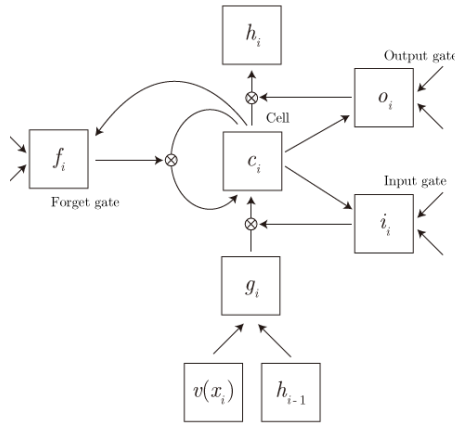 h_i
Output gate
o_i
Cell
f_i
c_i
Forget gate
Input gate
i_i
g_i
v(x_i)
h_{i-1}